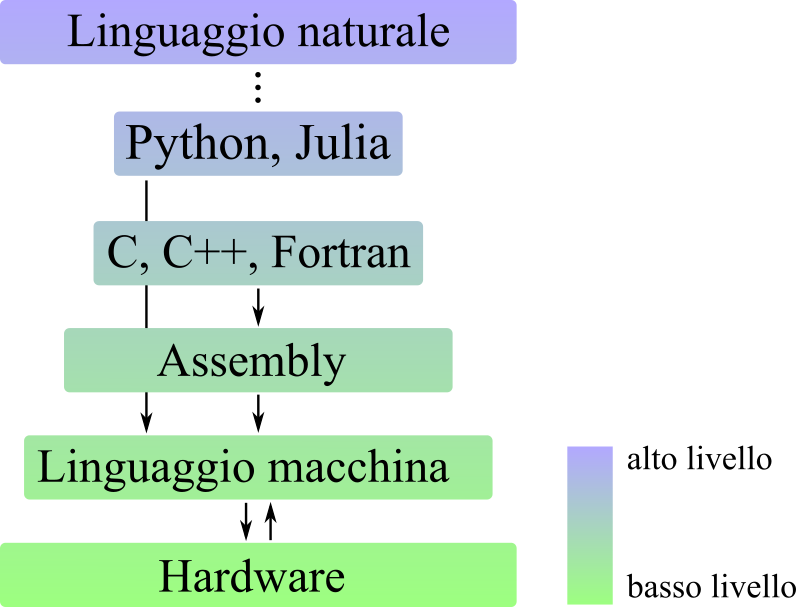 Linguaggio naturale
Python, Julia
C, C++, Fortran
Assembly
Linguaggio macchina
Hardware
alto livello
basso livello